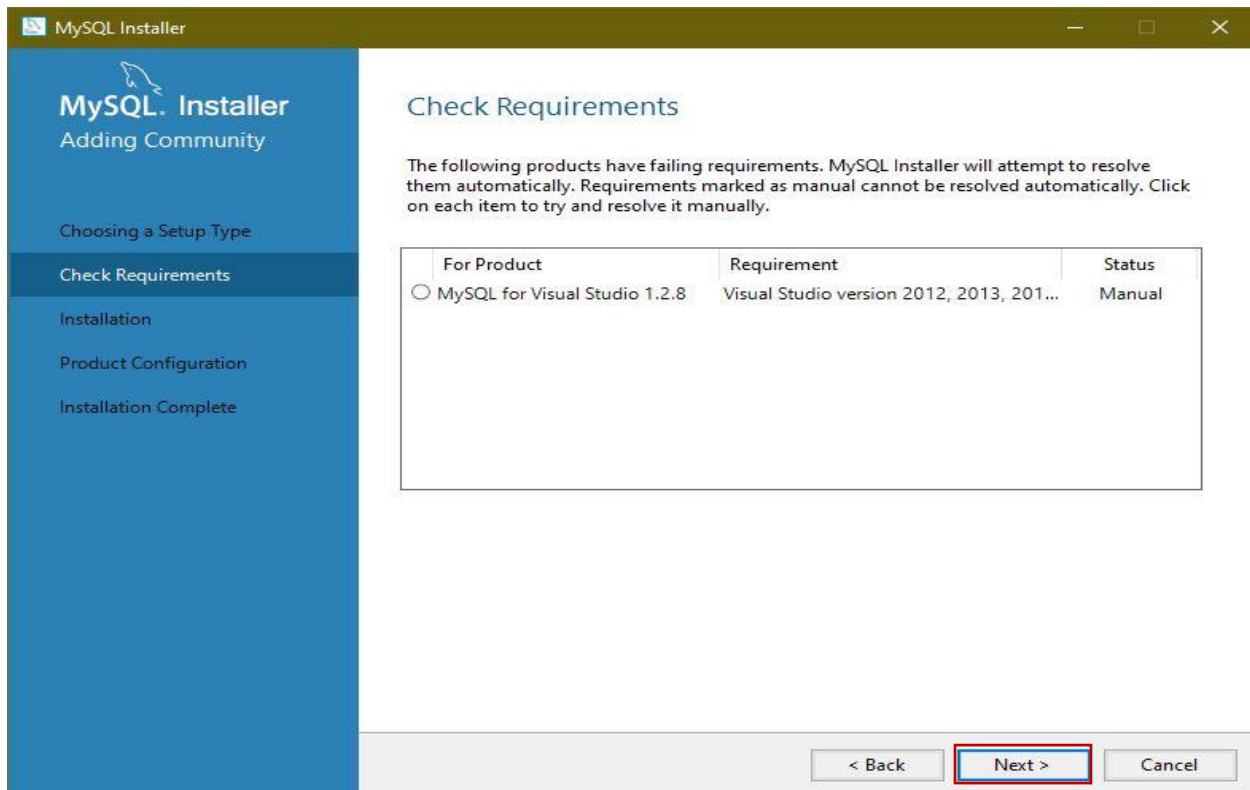 MySQL Installer
MySQL. Installer
Adding Community
Choosing a Setup Type
Check Requirements
Installation
Product Configuration
Installation Complete
Check Requirements
The following products have failing requirements. MySQL Installer will attempt to resolve
them automatically. Requirements marked as manual cannot be resolved automatically. Click
on each item to try and resolve it manually.
For Product Requirement Status
MySQL for Visual Studio 1.2.8 Visual Studio version 2012, 2013, 201... Manual
< Back Next > Cancel